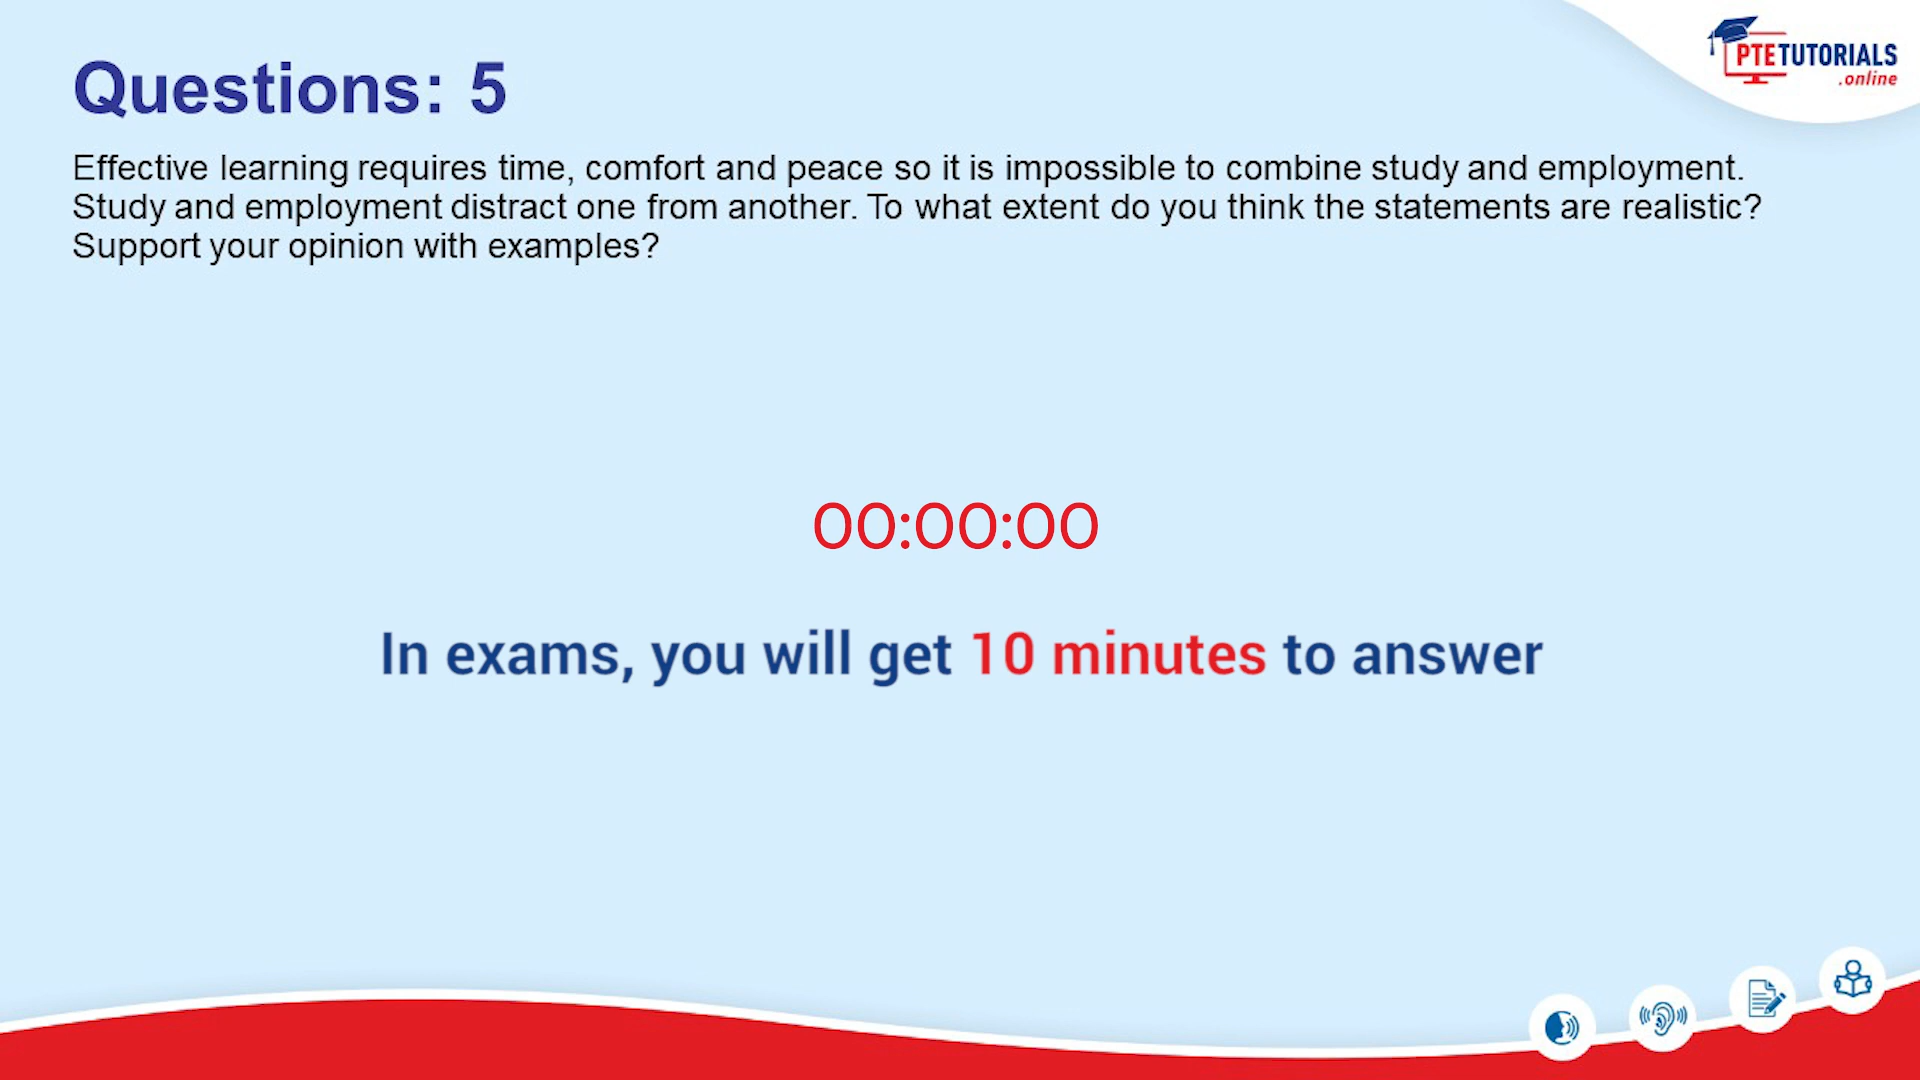 PTETUTORIALS
.online
Questions: 5
Effective learning requires time, comfort and peace so it is impossible to combine study and employment.
Study and employment distract one from another. To what extent do you think the statements are realistic?
Support your opinion with examples?
00:00:00
In exams, you will get 10 minutes to answer